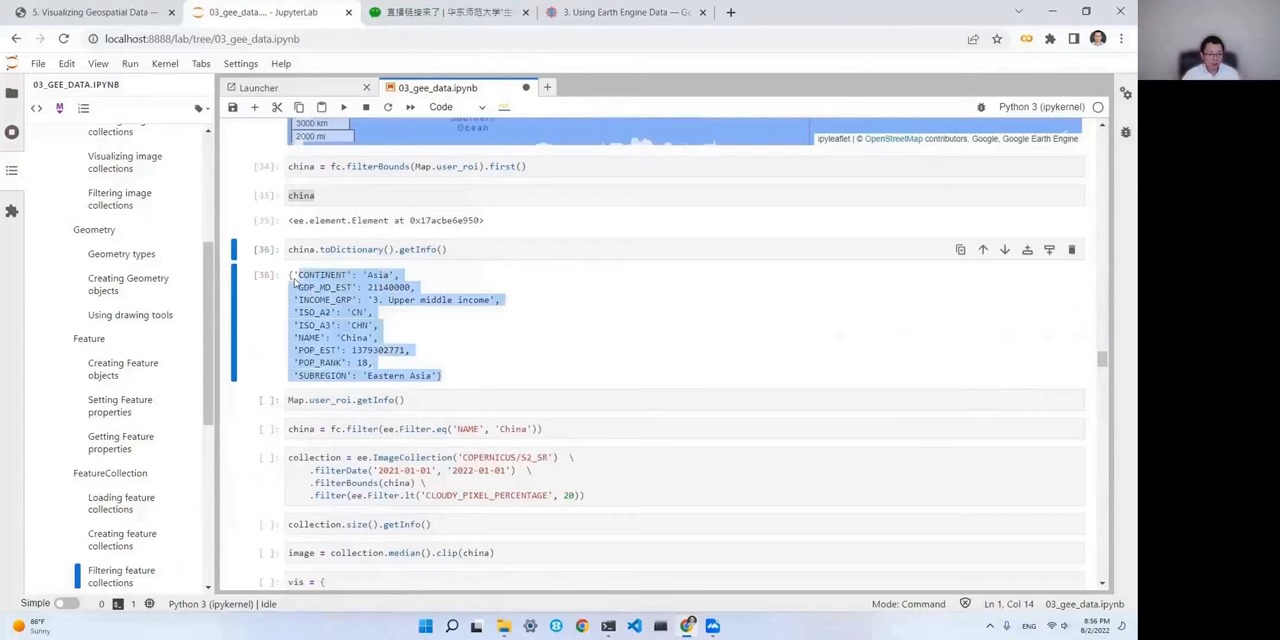 5. Visualizing Geospatial Data —
03_gee_data.... - JupyterLab
直播链接来了 | 华东师范大学"生
3. Using Earth Engine Data — Ge
localhost:8888/lab/tree/03_gee_data.ipynb
File Edit View Run Kernel Tabs Settings Help
03_GEE_DATA.IPYNB
Launcher
03_gee_data.ipynb
Code
Python 3 (ipykernel)
collections
Visualizing image
collections
Filtering image
collections
Geometry
Geometry types
Creating Geometry
objects
Using drawing tools
Feature
Creating Feature
objects
Setting Feature
properties
Getting Feature
properties
FeatureCollection
Loading feature
collections
Creating feature
collections
Filtering feature
collections
3000 km
2000 mi
Southern
Ocean
ipyleaflet | © OpenStreetMap contributors, Google, Google Earth Engine
[34]: china = fc.filterBounds(Map.user_roi).first()
[35]: china
[35]: <ee.element.Element at 0x17acbe6e950>
[36]: china.toDictionary().getInfo()
[36]: {'CONTINENT': 'Asia',
'GDP_MD_EST': 21140000,
'INCOME_GRP': '3. Upper middle income',
'ISO_A2': 'CN',
'ISO_A3': 'CHN',
'NAME': 'China',
'POP_EST': 1379302771,
'POP_RANK': 18,
'SUBREGION': 'Eastern Asia'}
[ ]: Map.user_roi.getInfo()
[ ]: china = fc.filter(ee.Filter.eq('NAME', 'China'))
[ ]: collection = ee.ImageCollection('COPERNICUS/S2_SR') \
.filterDate('2021-01-01', '2022-01-01') \
.filterBounds(china) \
.filter(ee.Filter.lt('CLOUDY_PIXEL_PERCENTAGE', 20))
[ ]: collection.size().getInfo()
[ ]: image = collection.median().clip(china)
[ ]: vis = {
Simple 0 1 Python 3 (ipykernel) | Idle
Mode: Command Ln 1, Col 14 03_gee_data.ipynb
86°F
Sunny
ENG
8:56 PM
8/2/2022